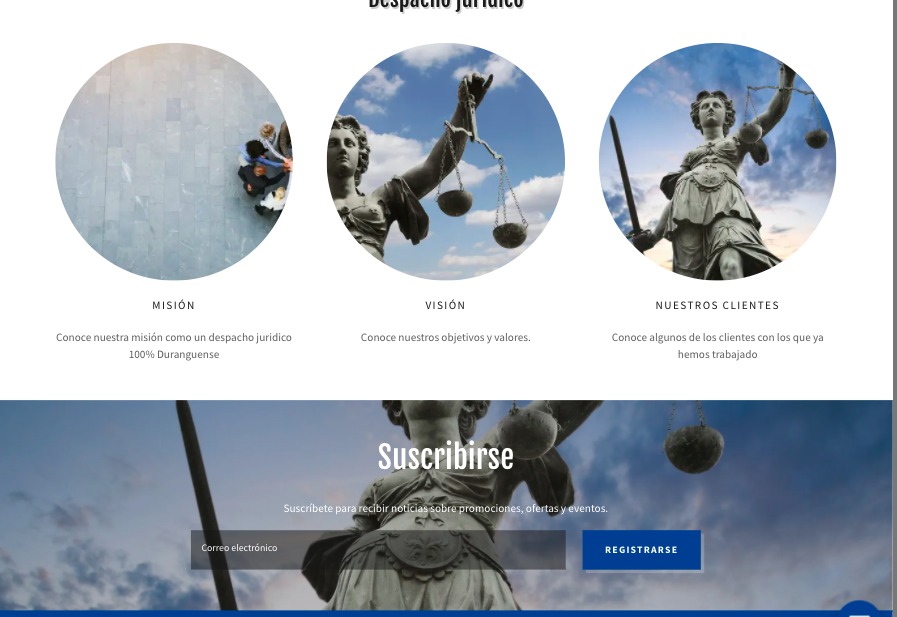 Despacho jurídico
MISIÓN
VISIÓN
NUESTROS CLIENTES
Conoce nuestra misión como un despacho juridico
100% Duranguense
Conoce nuestros objetivos y valores.
Conoce algunos de los clientes con los que ya
hemos trabajado
Suscribirse
Suscríbete para recibir noticias sobre promociones, ofertas y eventos.
Correo electrónico
REGISTRARSE